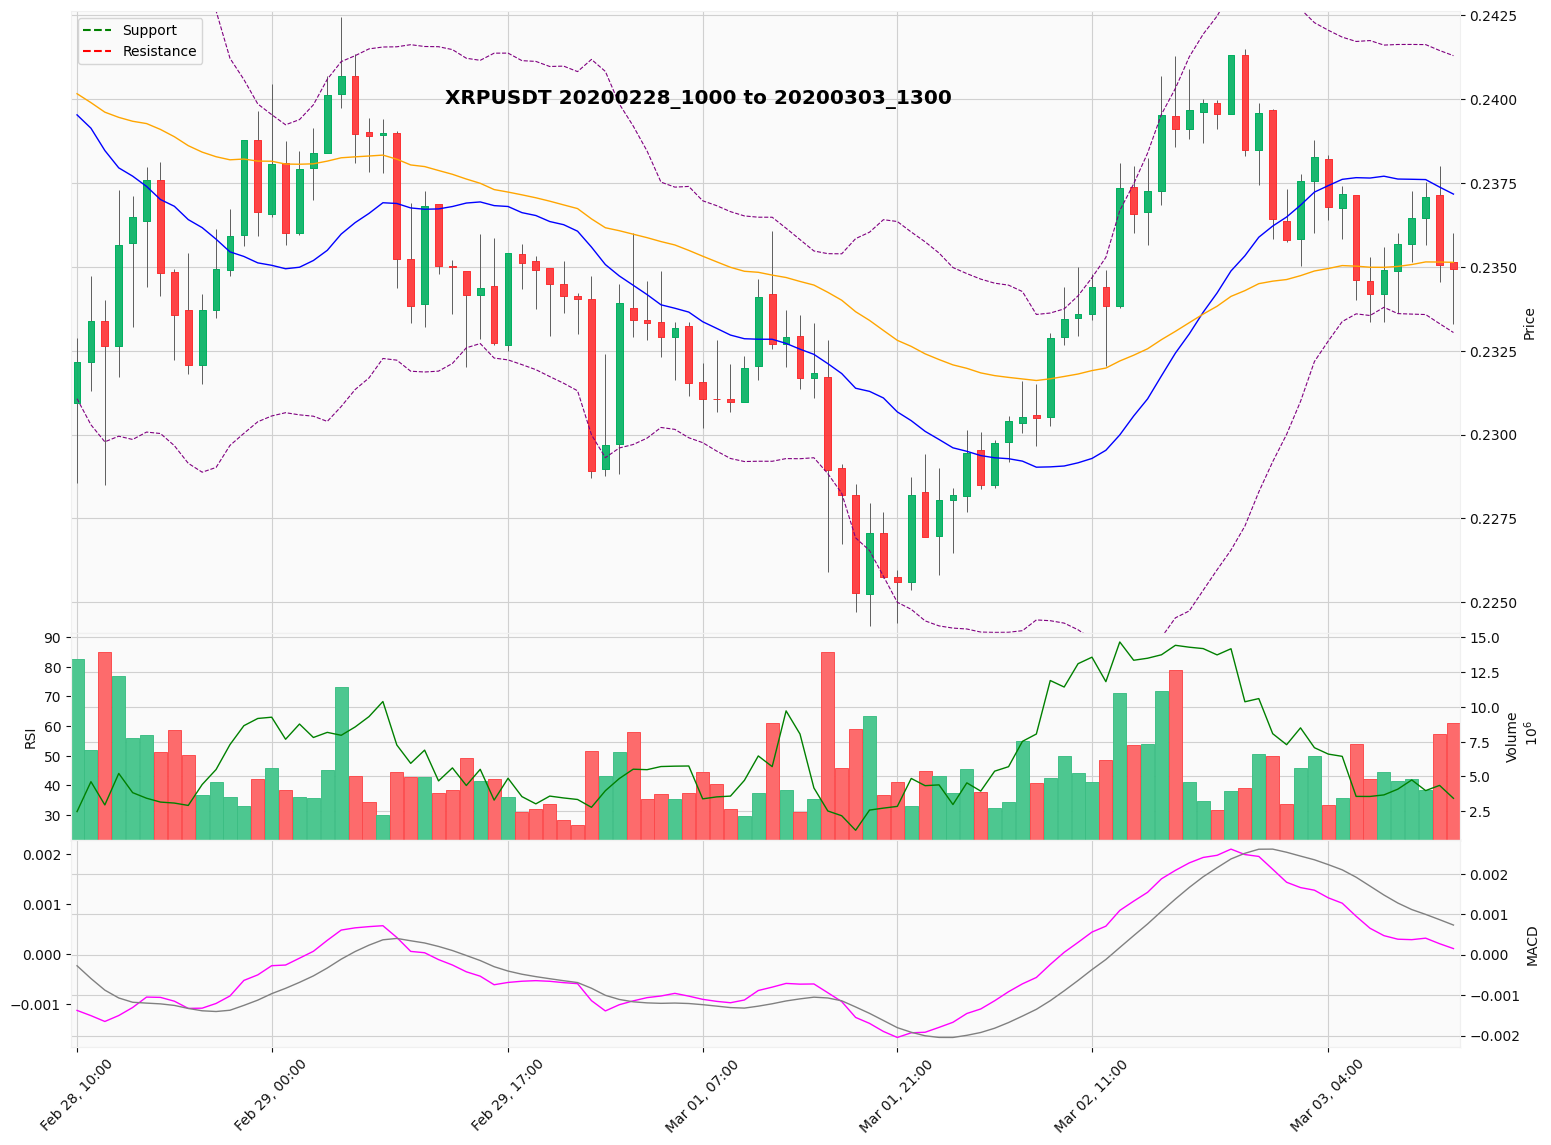 Support
Resistance
XRPUSDT 20200228_1000 to 20200303_1300
0.2425
0.2400
0.2375
0.2350
0.2325
0.2300
0.2275
0.2250
Price
90
80
70
60
50
40
30
RSI
15.0
12.5
10.0
7.5
5.0
2.5
Volume
10^6
0.002
0.001
0.000
−0.001
0.002
0.001
0.000
−0.001
−0.002
MACD
Feb 28, 10:00
Feb 29, 00:00
Feb 29, 17:00
Mar 01, 07:00
Mar 01, 21:00
Mar 02, 11:00
Mar 03, 04:00